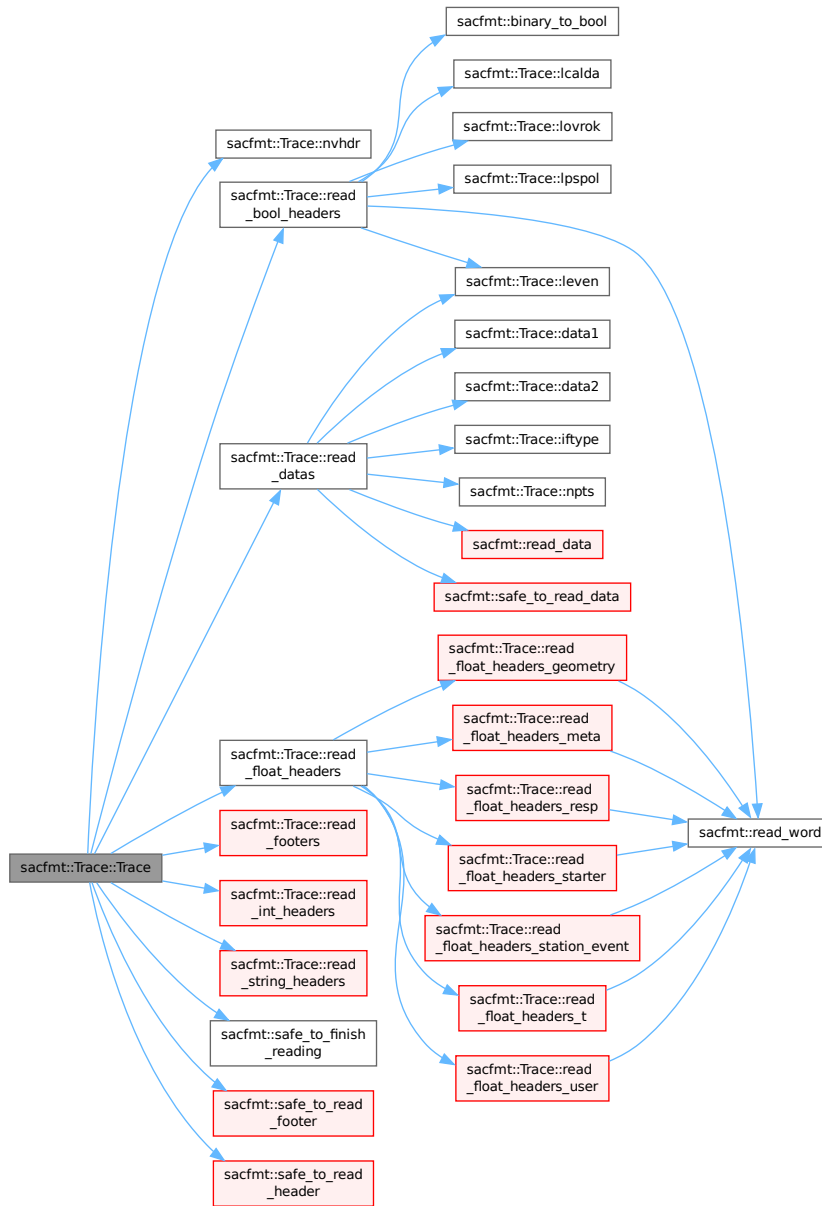 sacfmt::binary_to_bool
sacfmt::Trace::lcalda
sacfmt::Trace::lovrok
sacfmt::Trace::nvhdr
sacfmt::Trace::lpspol
sacfmt::Trace::read
_bool_headers
sacfmt::Trace::leven
sacfmt::Trace::data1
sacfmt::Trace::data2
sacfmt::Trace::iftype
sacfmt::Trace::read
_datas
sacfmt::Trace::npts
sacfmt::read_data
sacfmt::safe_to_read_data
sacfmt::Trace::read
_float_headers_geometry
sacfmt::Trace::read
_float_headers_meta
sacfmt::Trace::read
_float_headers
sacfmt::Trace::read
_float_headers_resp
sacfmt::read_word
sacfmt::Trace::read
_footers
sacfmt::Trace::read
_float_headers_starter
sacfmt::Trace::Trace
sacfmt::Trace::read
_int_headers
sacfmt::Trace::read
_float_headers_station_event
sacfmt::Trace::read
_string_headers
sacfmt::Trace::read
_float_headers_t
sacfmt::safe_to_finish
_reading
sacfmt::Trace::read
_float_headers_user
sacfmt::safe_to_read
_footer
sacfmt::safe_to_read
_header